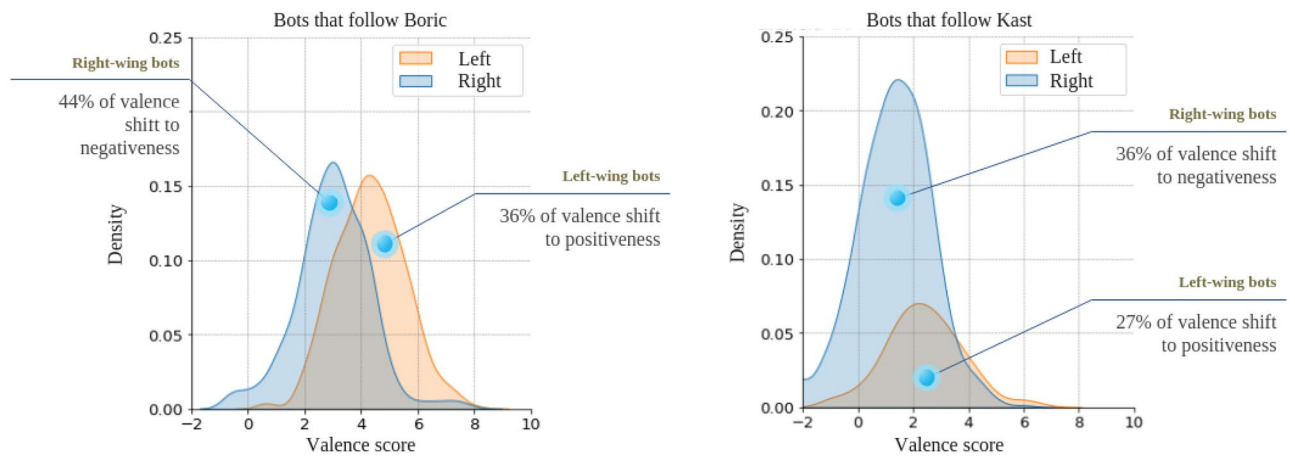 Bots that follow Boric
0.25
0.15
0.10
0.05
0.00
Density
−2
0
2
4
6
8
10
Valence score
Left
Right
Right-wing bots
44% of valence
shift to
negativeness
Left-wing bots
36% of valence shift
to positiveness
Bots that follow Kast
0.25
0.20
0.15
0.10
0.05
0.00
Density
−2
0
2
4
6
8
10
Valence score
Left
Right
Right-wing bots
36% of valence shift
to negativeness
Left-wing bots
27% of valence shift
to positiveness